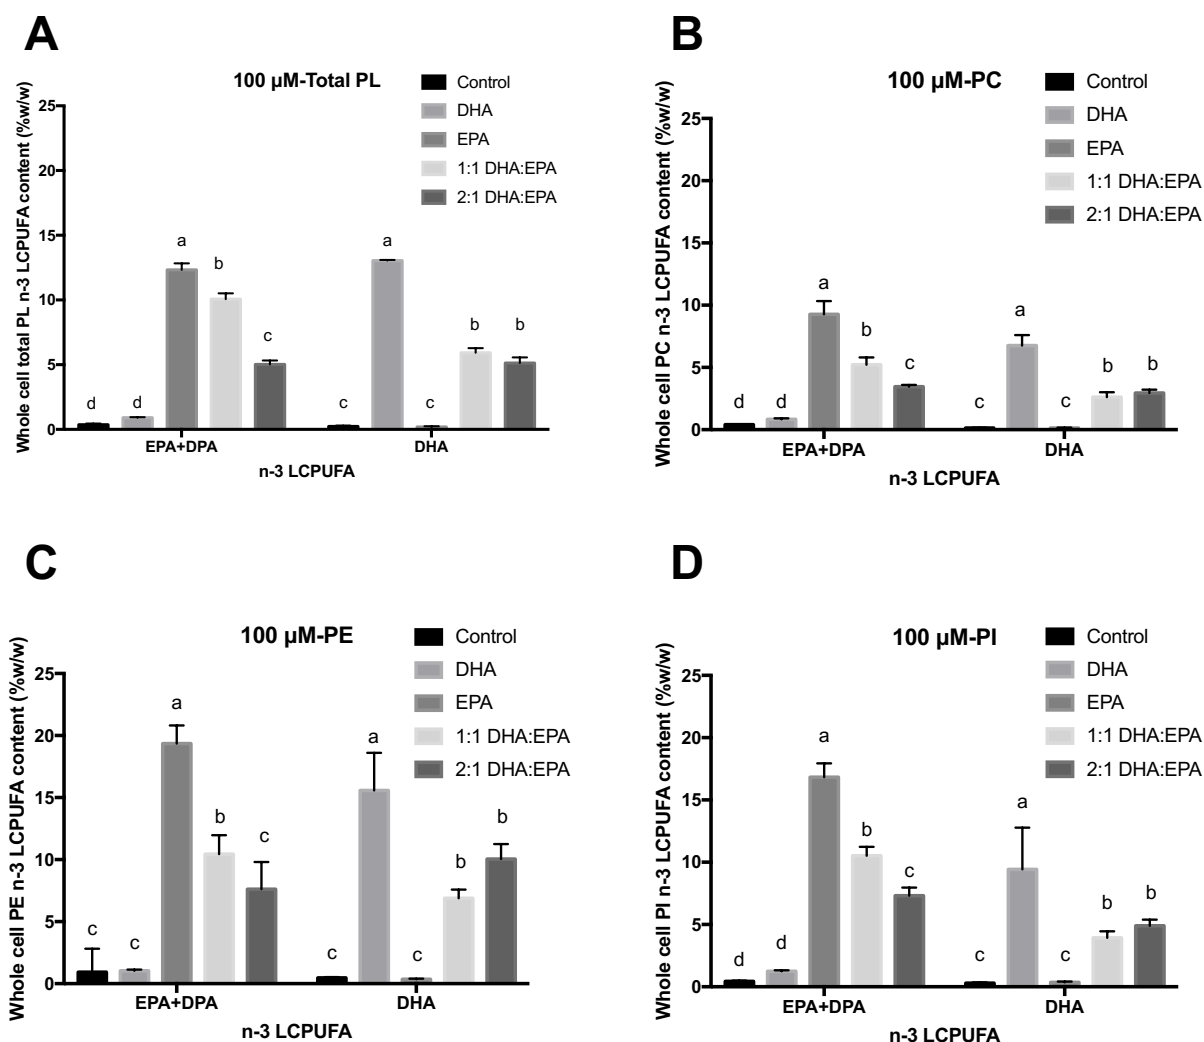 A
100 µM-Total PL
Control
DHA
EPA
1:1 DHA:EPA
2:1 DHA:EPA
Whole cell total PL n-3 LCPUFA content (%w/w)
25
20
15
10
5
0
d
d
a
b
c
c
a
c
b
b
EPA+DPA
DHA
n-3 LCPUFA
B
100 µM-PC
Control
DHA
EPA
1:1 DHA:EPA
2:1 DHA:EPA
Whole cell PC n-3 LCPUFA content (%w/w)
25
20
15
10
5
0
d
d
a
b
c
c
a
c
b
b
EPA+DPA
DHA
n-3 LCPUFA
C
100 µM-PE
Control
DHA
EPA
1:1 DHA:EPA
2:1 DHA:EPA
Whole cell PE n-3 LCPUFA content (%w/w)
25
20
15
10
5
0
c
c
a
b
c
c
a
c
b
b
EPA+DPA
DHA
n-3 LCPUFA
D
100 µM-PI
Control
DHA
EPA
1:1 DHA:EPA
2:1 DHA:EPA
Whole cell PI n-3 LCPUFA content (%w/w)
25
20
15
10
5
0
d
d
a
b
c
c
a
c
b
b
EPA+DPA
DHA
n-3 LCPUFA